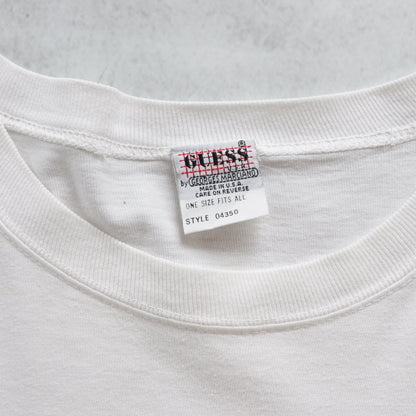 GUESS ®
U.S.A.
by GEORGES MARCIANO
MADE IN U.S.A.
CARE ON REVERSE
ONE SIZE FITS ALL
STYLE 04350